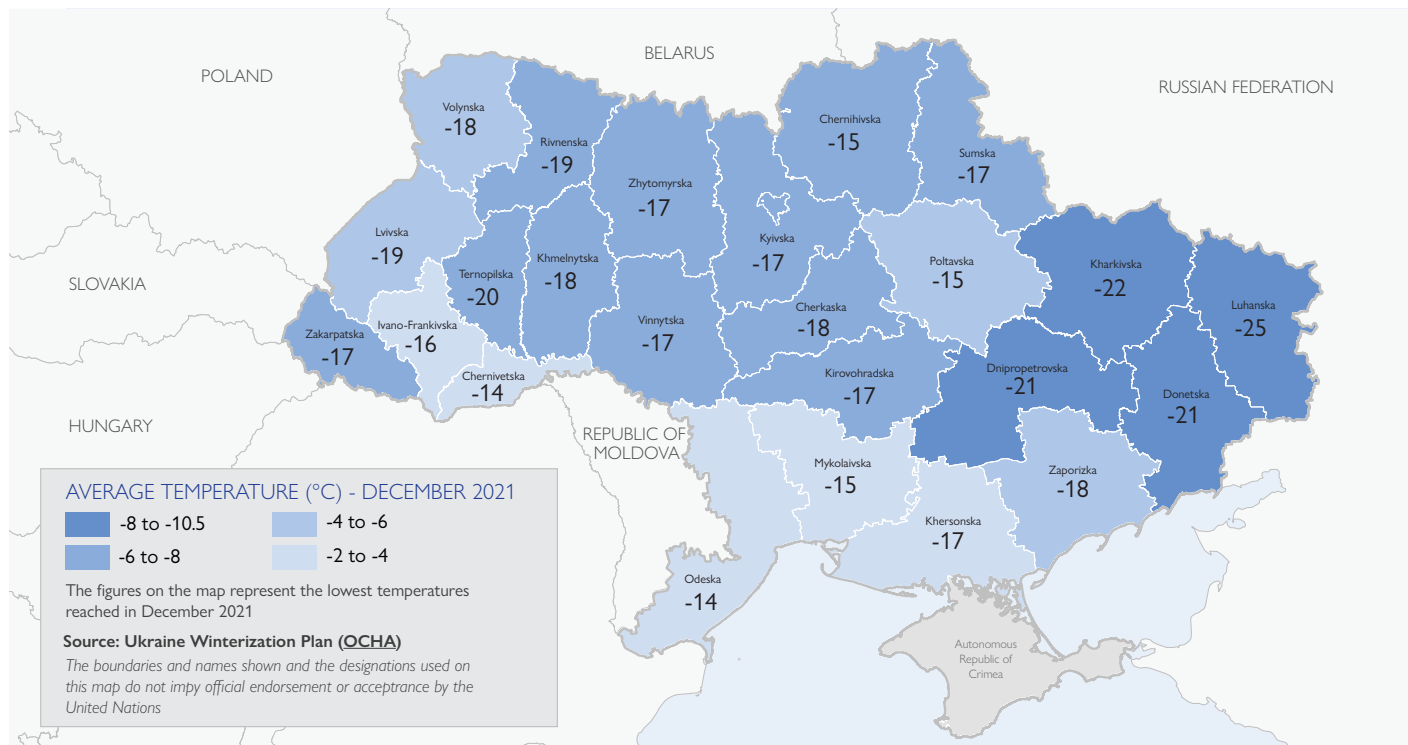 BELARUS
POLAND
RUSSIAN FEDERATION
Volynska
-18
Rivnenska
-19
Zhytomyrska
-17
Chernihivska
-15
Sumska
-17
Lvivska
-19
Ternopilska
-20
Khmelnytska
-18
Kyivska
-17
Poltavska
-15
Kharkivska
-22
Luhanska
-25
SLOVAKIA
Zakarpatska
-17
Ivano-Frankivska
-16
Chernivetska
-14
Vinnytska
-17
Cherkaska
-18
Kirovohradska
-17
Dnipropetrovska
-21
Donetska
-21
HUNGARY
REPUBLIC OF
MOLDOVA
Mykolaivska
-15
Zaporizka
-18
Khersonska
-17
Odeska
-14
Autonomous
Republic of
Crimea
AVERAGE TEMPERATURE (°C) - DECEMBER 2021
-8 to -10.5
-4 to -6
-6 to -8
-2 to -4
The figures on the map represent the lowest temperatures
reached in December 2021
Source: Ukraine Winterization Plan (OCHA)
The boundaries and names shown and the designations used on
this map do not impy official endorsement or acceptrance by the
United Nations